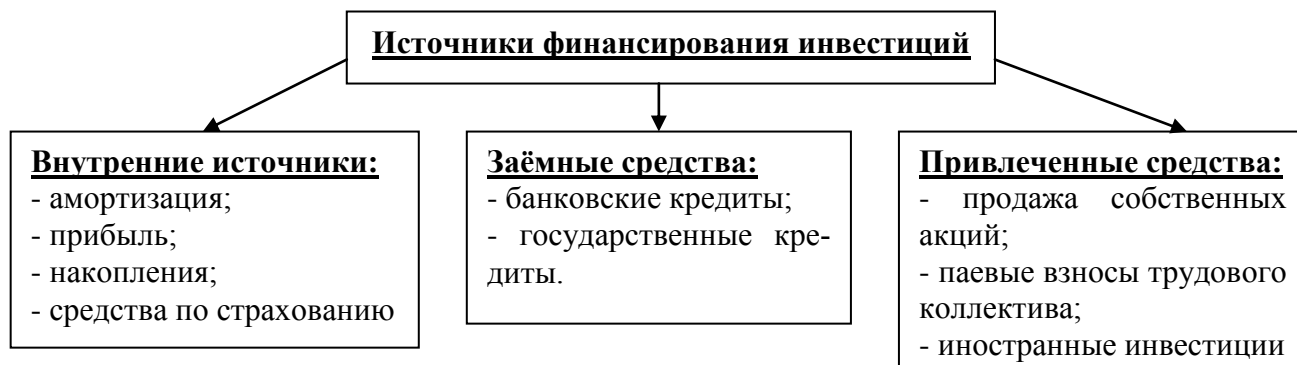 Источники финансирования инвестиций
Внутренние источники:
- амортизация;
- прибыль;
- накопления;
- средства по страхованию
Заёмные средства:
- банковские кредиты;
- государственные кре-
диты.
Привлеченные средства:
- продажа собственных
акций;
- паевые взносы трудового
коллектива;
- иностранные инвестиции